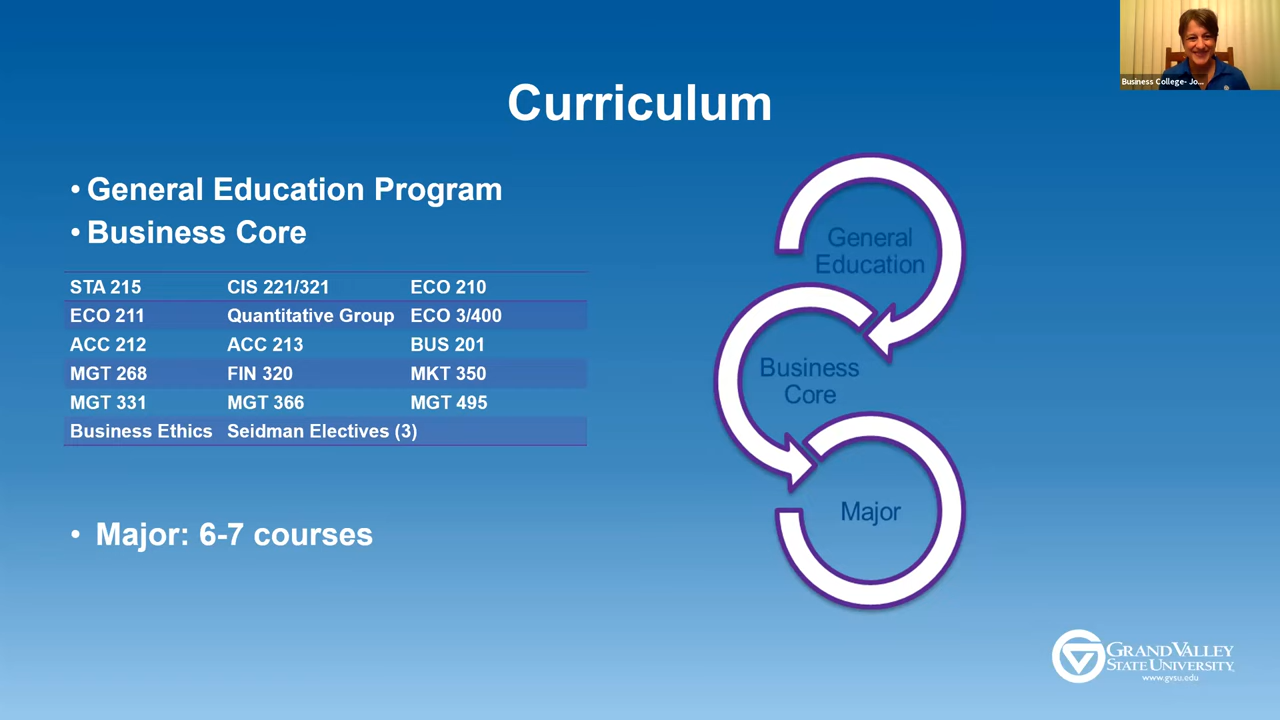 Business College- Jo...
Curriculum
• General Education Program
• Business Core
STA 215 CIS 221/321 ECO 210
ECO 211 Quantitative Group ECO 3/400
ACC 212 ACC 213 BUS 201
MGT 268 FIN 320 MKT 350
MGT 331 MGT 366 MGT 495
Business Ethics Seidman Electives (3)
• Major: 6-7 courses
General
Education
Business
Core
Major
GRAND VALLEY
STATE UNIVERSITY
www.gvsu.edu